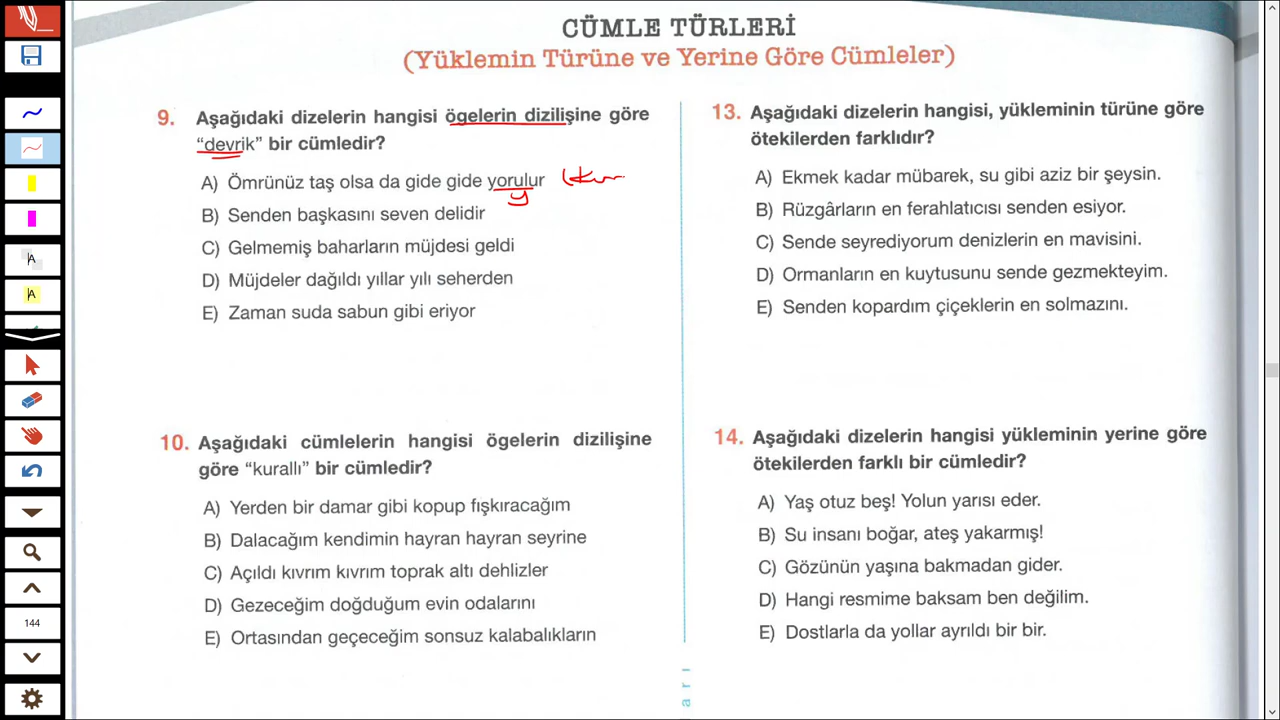 CÜMLE TÜRLERİ
(Yüklemin Türüne ve Yerine Göre Cümleler)
9. Aşağıdaki dizelerin hangisi ögelerin dizilişine göre
"devrik" bir cümledir?
A) Ömrünüz taş olsa da gide gide yorulur
y
B) Senden başkasını seven delidir
C) Gelmemiş baharların müjdesi geldi
D) Müjdeler dağıldı yıllar yılı seherden
E) Zaman suda sabun gibi eriyor
10. Aşağıdaki cümlelerin hangisi ögelerin dizilişine
göre "kurallı" bir cümledir?
A) Yerden bir damar gibi kopup fışkıracağım
B) Dalacağım kendimin hayran hayran seyrine
C) Açıldı kıvrım kıvrım toprak altı dehlizler
D) Gezeceğim doğduğum evin odalarını
E) Ortasından geçeceğim sonsuz kalabalıkların
13. Aşağıdaki dizelerin hangisi, yükleminin türüne göre
ötekilerden farklıdır?
A) Ekmek kadar mübarek, su gibi aziz bir şeysin.
B) Rüzgârların en ferahlatıcısı senden esiyor.
C) Sende seyrediyorum denizlerin en mavisini.
D) Ormanların en kuytusunu sende gezmekteyim.
E) Senden kopardım çiçeklerin en solmazını.
14. Aşağıdaki dizelerin hangisi yükleminin yerine göre
ötekilerden farklı bir cümledir?
A) Yaş otuz beş! Yolun yarısı eder.
B) Su insanı boğar, ateş yakarmış!
C) Gözünün yaşına bakmadan gider.
D) Hangi resmime baksam ben değilim.
E) Dostlarla da yollar ayrıldı bir bir.
arı
A
A
144